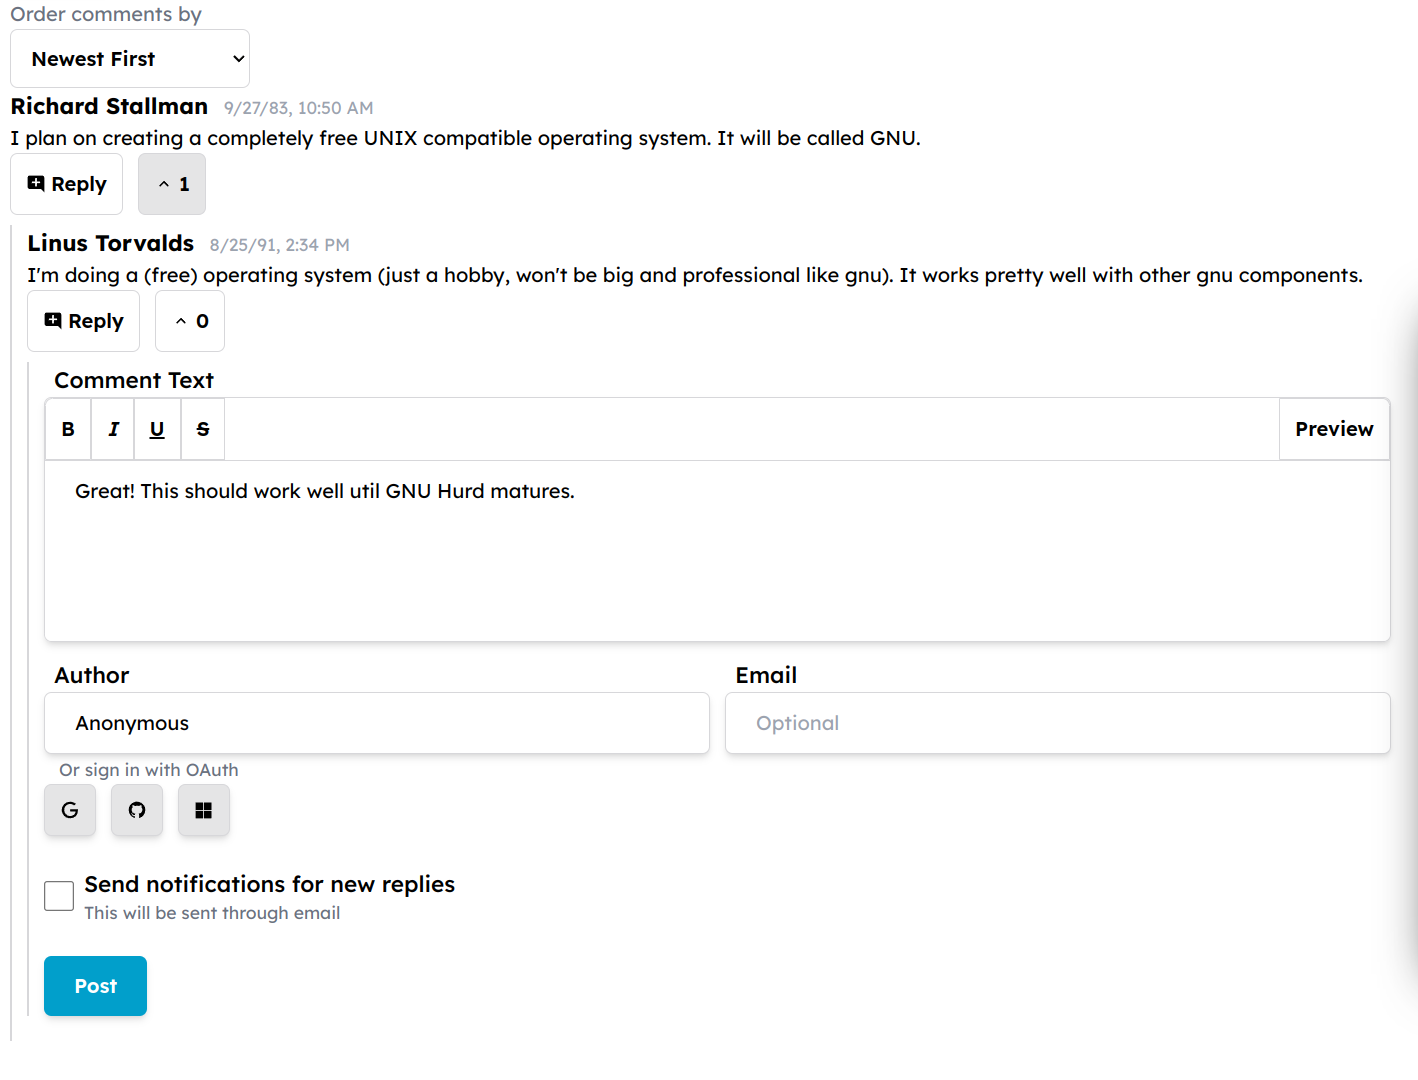 Order comments by
Newest First
Richard Stallman 9/27/83, 10:50 AM
I plan on creating a completely free UNIX compatible operating system. It will be called GNU.
Reply 1
Linus Torvalds 8/25/91, 2:34 PM
I'm doing a (free) operating system (just a hobby, won't be big and professional like gnu). It works pretty well with other gnu components.
Reply 0
Comment Text
B I U S Preview
Great! This should work well util GNU Hurd matures.
Author Email
Anonymous Optional
Or sign in with OAuth
G
Send notifications for new replies
This will be sent through email
Post